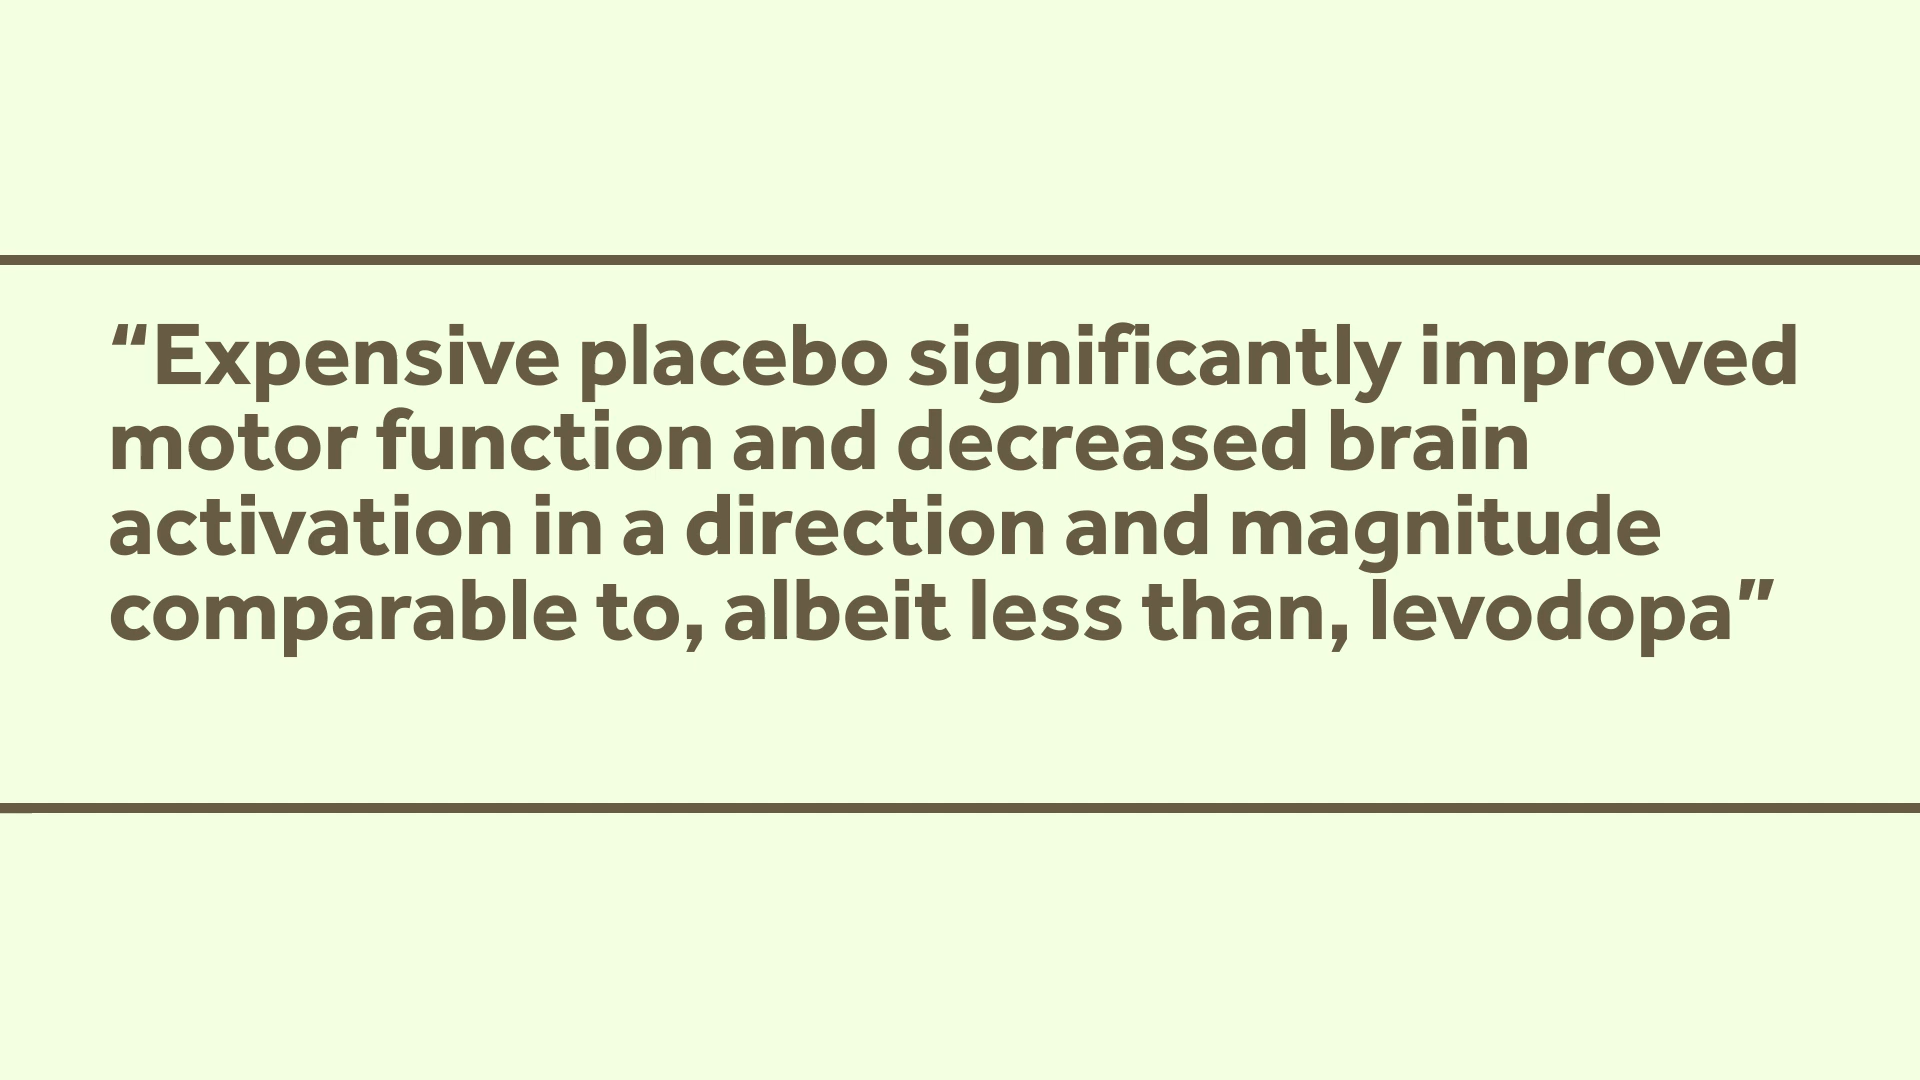 “Expensive placebo significantly improved
motor function and decreased brain
activation in a direction and magnitude
comparable to, albeit less than, levodopa”